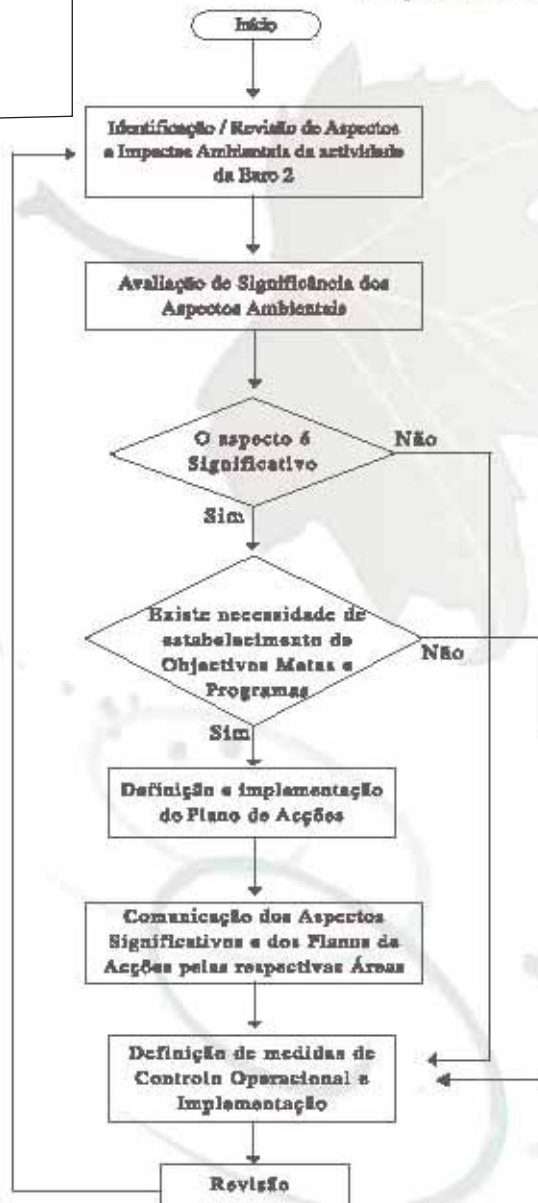 Início
Identificação / Revisão de Aspectos
e Impactes Ambientais da actividade
da Euro 2
Avaliação de Significância dos
Aspectos Ambientais
O aspecto é
Significativo
Não
Sim
Existe necessidade de
estabelecimento de
Objectivos Metas e
Programas
Não
Sim
Definição e implementação
do Plano de Acções
Comunicação dos Aspectos
Significativos e dos Planos de
Acções pelas respectivas Áreas
Definição de medidas de
Controlo Operacional e
Implementação
Revisão